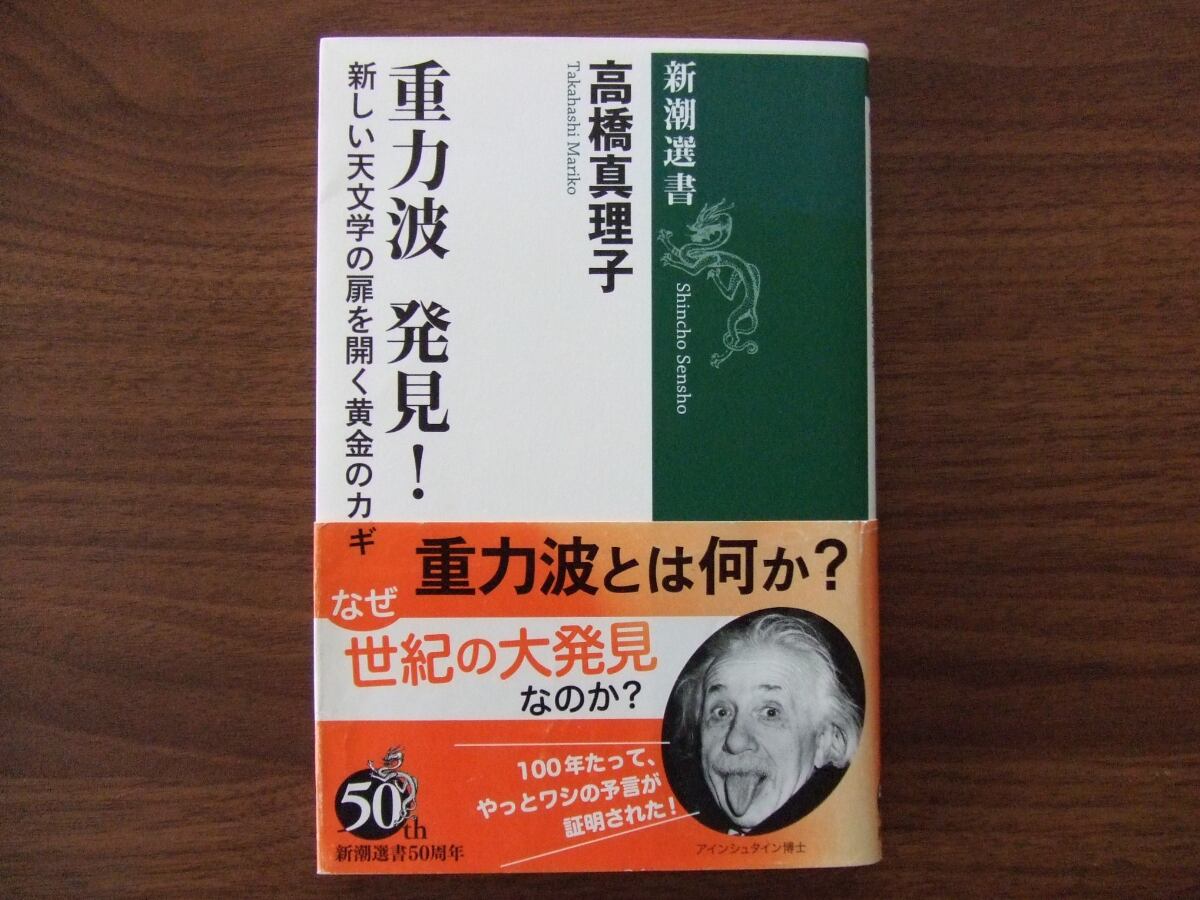 新潮選書
Shincho Sensho
高橋真理子
Takahashi Mariko
重力波 発見!
新しい天文学の扉を開く黄金のカギ
重力波とは何か?
なぜ
世紀の大発見
なのか?
100年たって、
やっとワシの予言が
証明された!
アインシュタイン博士
50th
新潮選書50周年